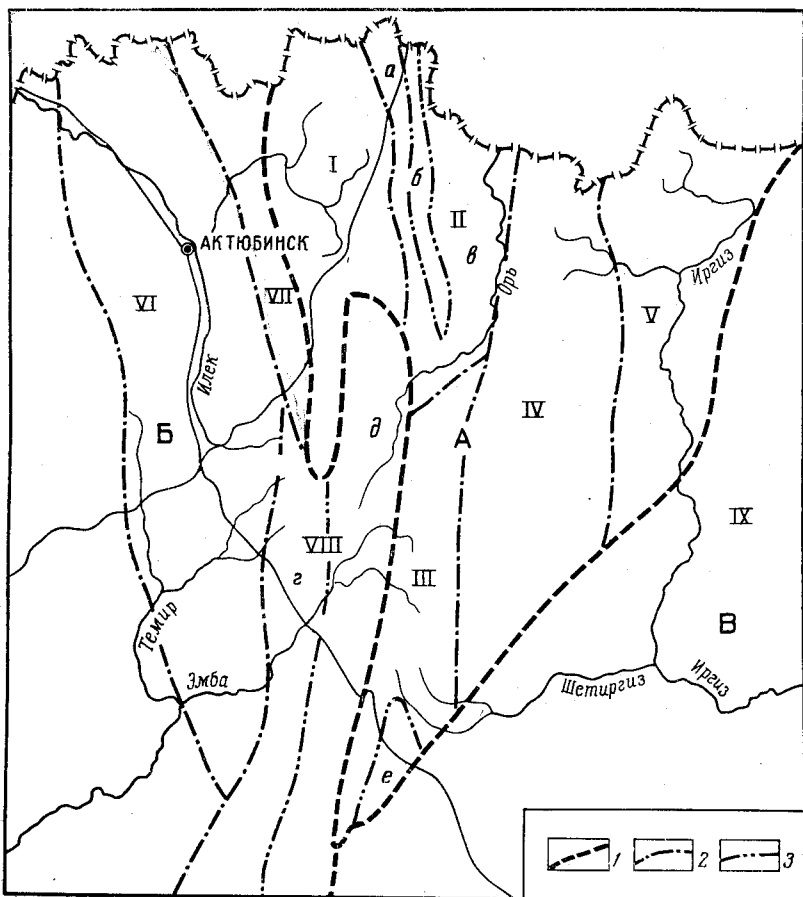 а
I
б
II
в
АКТЮБИНСК
Орь
Иргиз
VI
VII
V
Илек
IV
Б
д
А
IX
VIII
г
III
В
Темир
Эмба
Шетиргиз
Иргиз
е
1
2
3